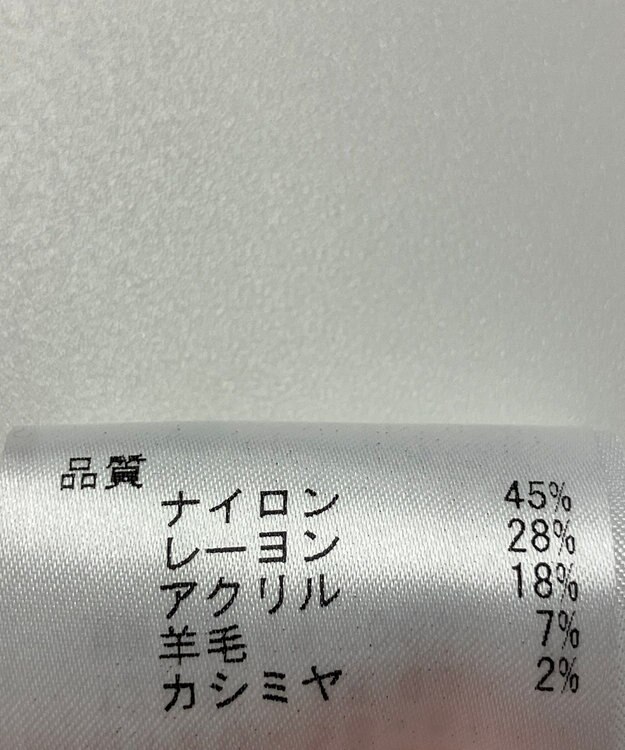 品質
ナイロン 45%
レーヨン 28%
アクリル 18%
羊毛 7%
カシミヤ 2%